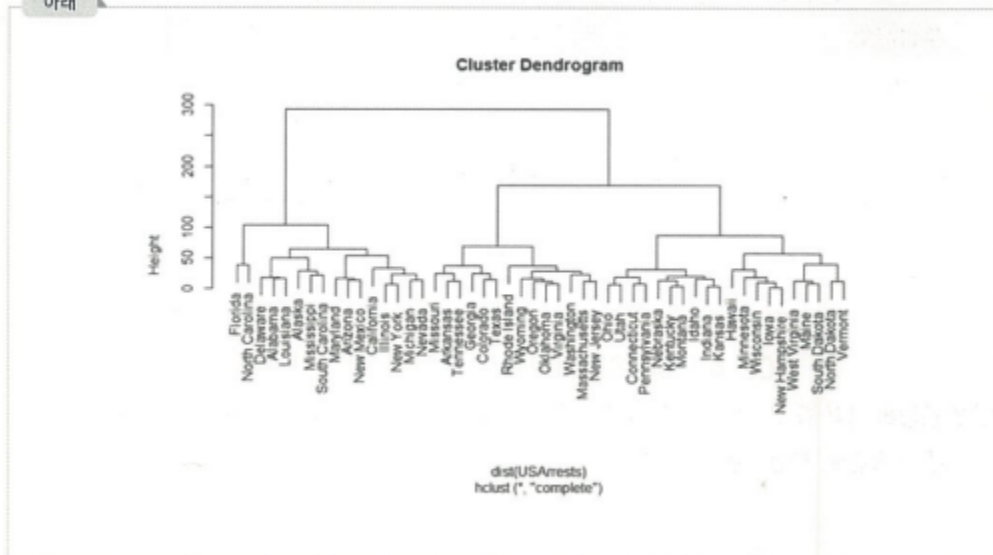 아래
Cluster Dendrogram
Height
300
200
100
50
0
Florida
North Carolina
Delaware
Alabama
Louisiana
Alaska
Mississippi
South Carolina
Maryland
Arizona
New Mexico
California
Illinois
New York
Michigan
Nevada
Missouri
Arkansas
Tennessee
Georgia
Colorado
Texas
Rhode Island
Wyoming
Oregon
Oklahoma
Virginia
Washington
Massachusetts
New Jersey
Ohio
Utah
Connecticut
Pennsylvania
Nebraska
Kentucky
Montana
Idaho
Indiana
Kansas
Hawaii
Minnesota
Wisconsin
Iowa
New Hampshire
West Virginia
Maine
South Dakota
North Dakota
Vermont
dist(USArrests)
hclust (*, "complete")